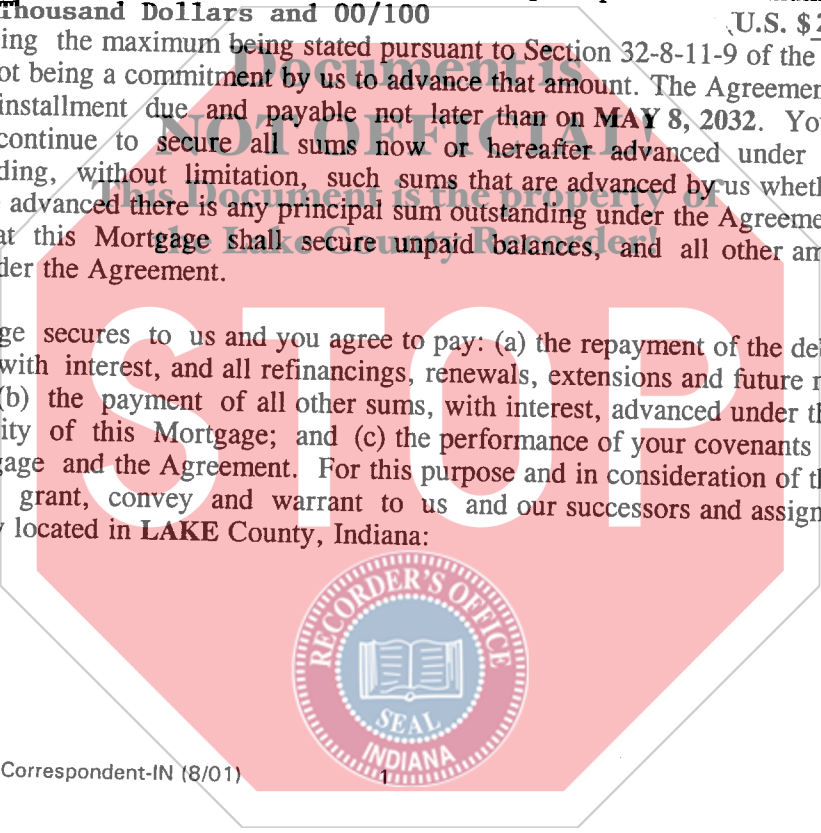 Thousand Dollars and 00/100
U.S. $2
ing the maximum being stated pursuant to Section 32-8-11-9 of the
ot being a commitment by us to advance that amount. The Agreemen
installment due and payable not later than on MAY 8, 2032. Yo
continue to secure all sums now or hereafter advanced under
ding, without limitation, such sums that are advanced by us wheth
advanced there is any principal sum outstanding under the Agreeme
at this Mortgage shall secure unpaid balances, and all other am
der the Agreement.
Document is
NOT OFFICIAL!
This Document is the property of
the Lake County Recorder!
ge secures to us and you agree to pay: (a) the repayment of the de
with interest, and all refinancings, renewals, extensions and future m
(b) the payment of all other sums, with interest, advanced under th
ity of this Mortgage; and (c) the performance of your covenants
gage and the Agreement. For this purpose and in consideration of th
grant, convey and warrant to us and our successors and assign
y located in LAKE County, Indiana:
STOP
RECORDER'S OFFICE
SEAL
INDIANA
Correspondent-IN (8/01)
1